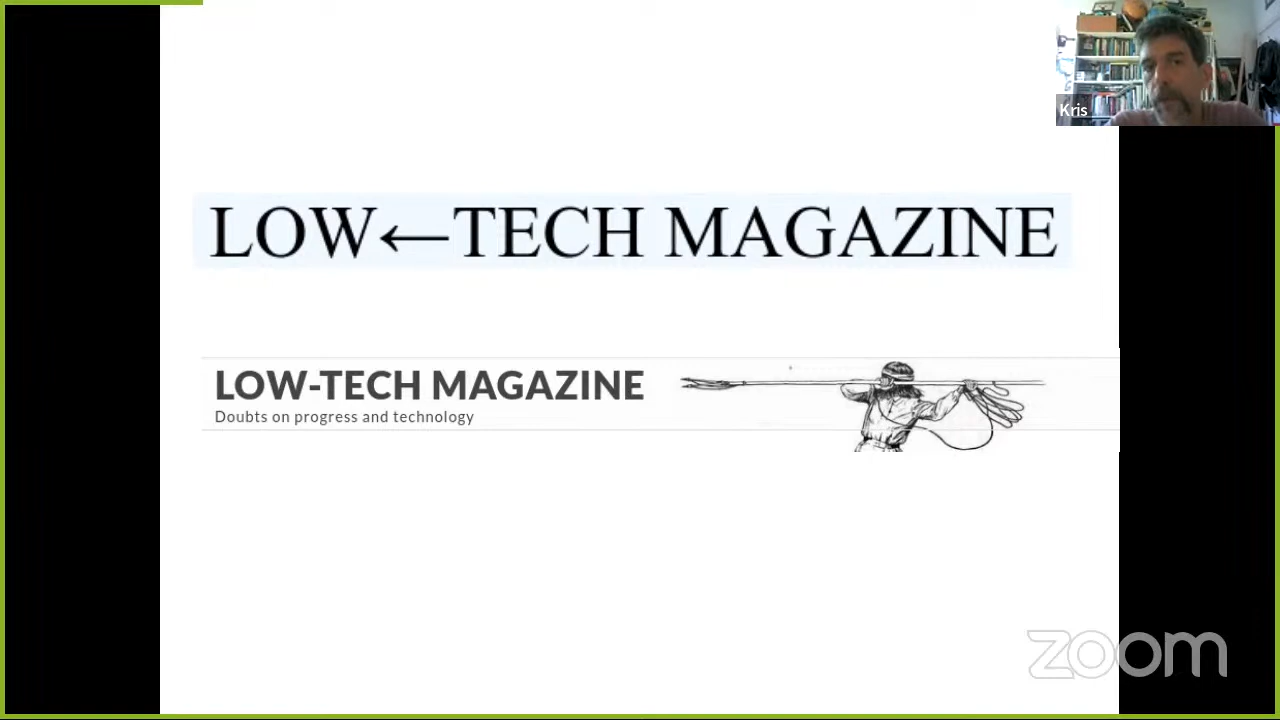 Kris
LOW←TECH MAGAZINE
LOW-TECH MAGAZINE
Doubts on progress and technology
zoom